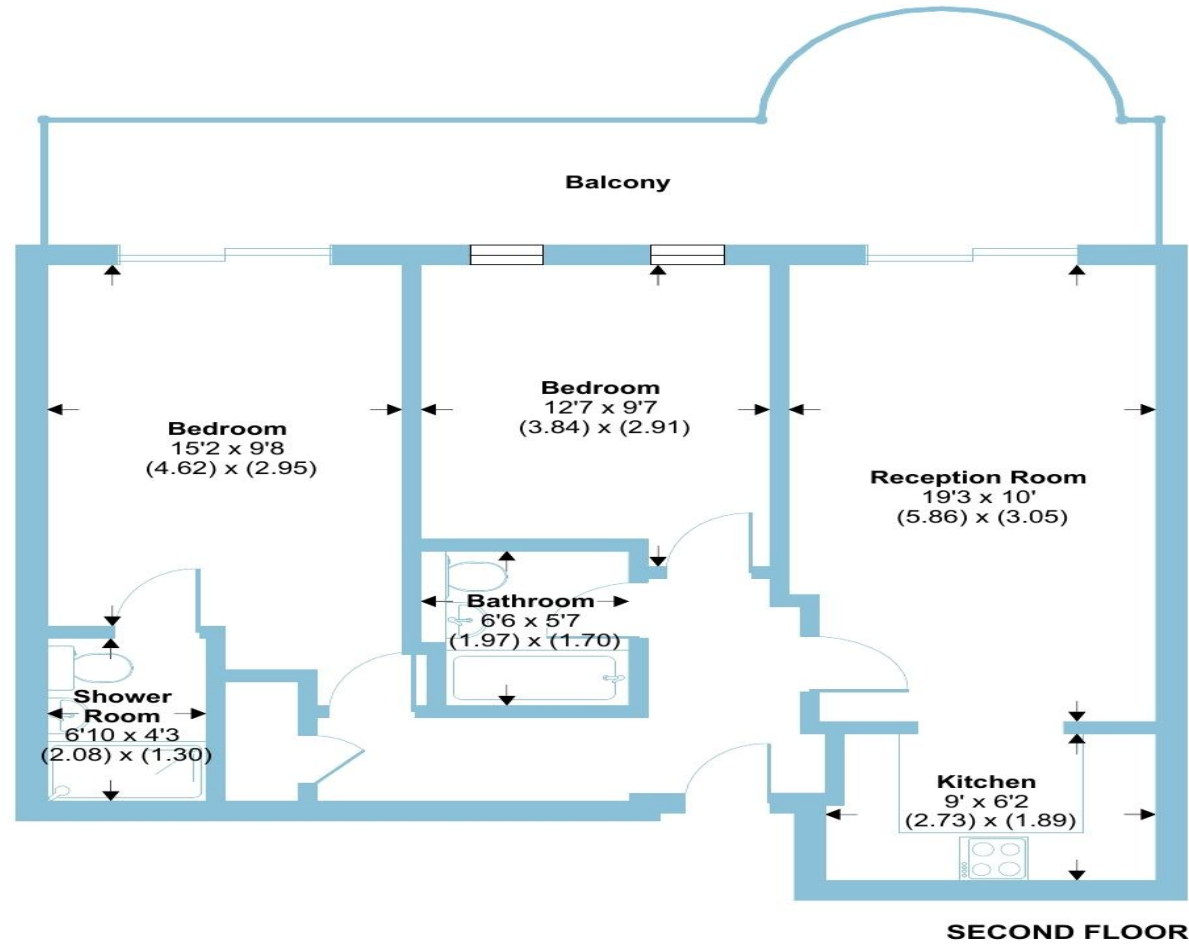 Balcony
Bedroom
15'2 x 9'8
(4.62) x (2.95)
Bedroom
12'7 x 9'7
(3.84) x (2.91)
Reception Room
19'3 x 10'
(5.86) x (3.05)
Bathroom
6'6 x 5'7
(1.97) x (1.70)
Shower
Room
6'10 x 4'3
(2.08) x (1.30)
Kitchen
9' x 6'2
(2.73) x (1.89)
SECOND FLOOR